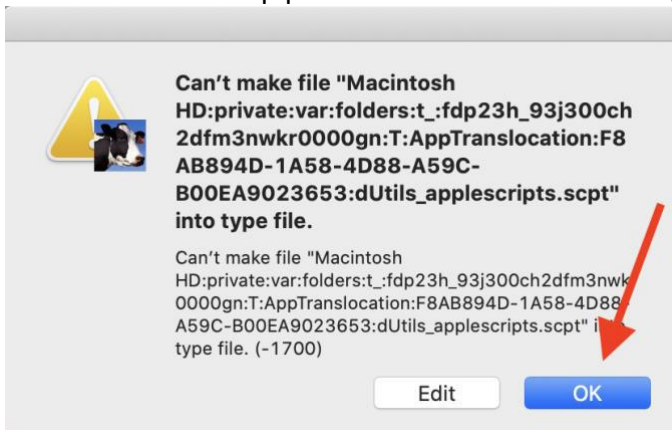 Can’t make file "Macintosh
HD:private:var:folders:t_:fdp23h_93j300ch
2dfm3nwkr0000gn:T:AppTranslocation:F8
AB894D-1A58-4D88-A59C-
B00EA9023653:dUtils_applescripts.scpt"
into type file.
Can’t make file "Macintosh
HD:private:var:folders:t_:fdp23h_93j300ch2dfm3nwk
0000gn:T:AppTranslocation:F8AB894D-1A58-4D88-
A59C-B00EA9023653:dUtils_applescripts.scpt"
type file. (-1700)
Edit
OK